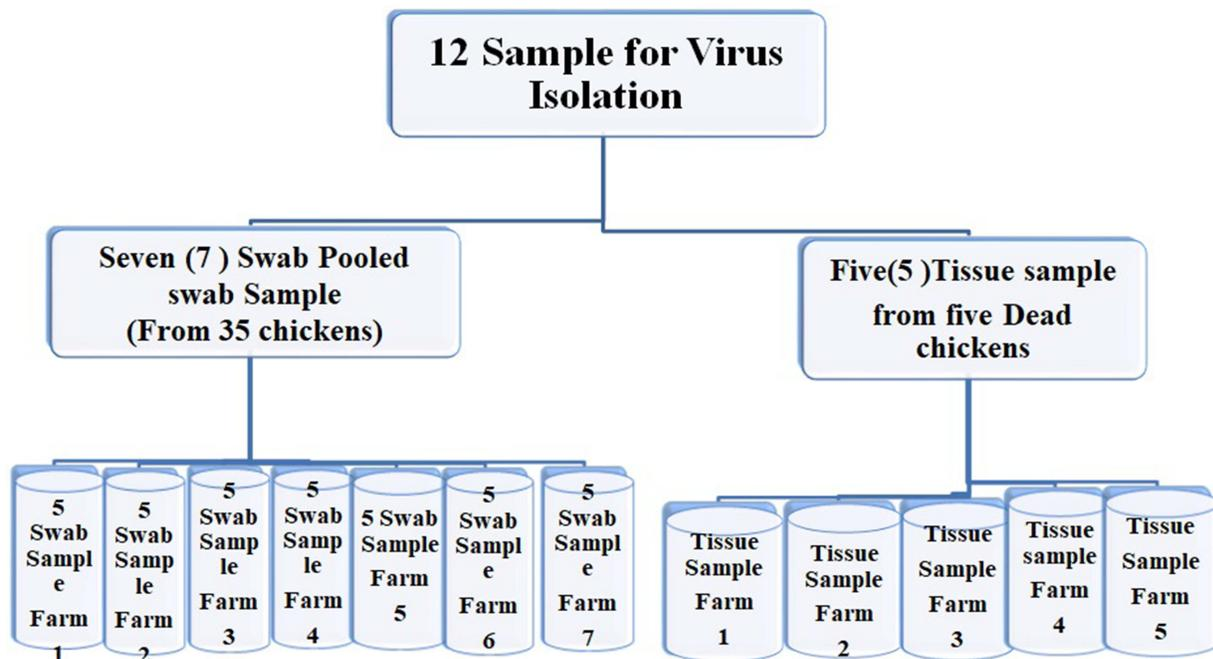 12 Sample for Virus
Isolation
Seven (7 ) Swab Pooled
swab Sample
(From 35 chickens)
Five(5 )Tissue sample
from five Dead
chickens
5
Swab
Sampl
e
Farm
1
5
Swab
Samp
le
Farm
2
5
Swab
Samp
le
Farm
3
5
Swab
Samp
le
Farm
4
5 Swab
Sample
Farm
5
5
Swab
Sampl
e
Farm
6
5
Swab
Sampl
e
Farm
7
Tissue
Sample
Farm
1
Tissue
Sample
Farm
2
Tissue
Sample
Farm
3
Tissue
sample
Farm
4
Tissue
Sample
Farm
5